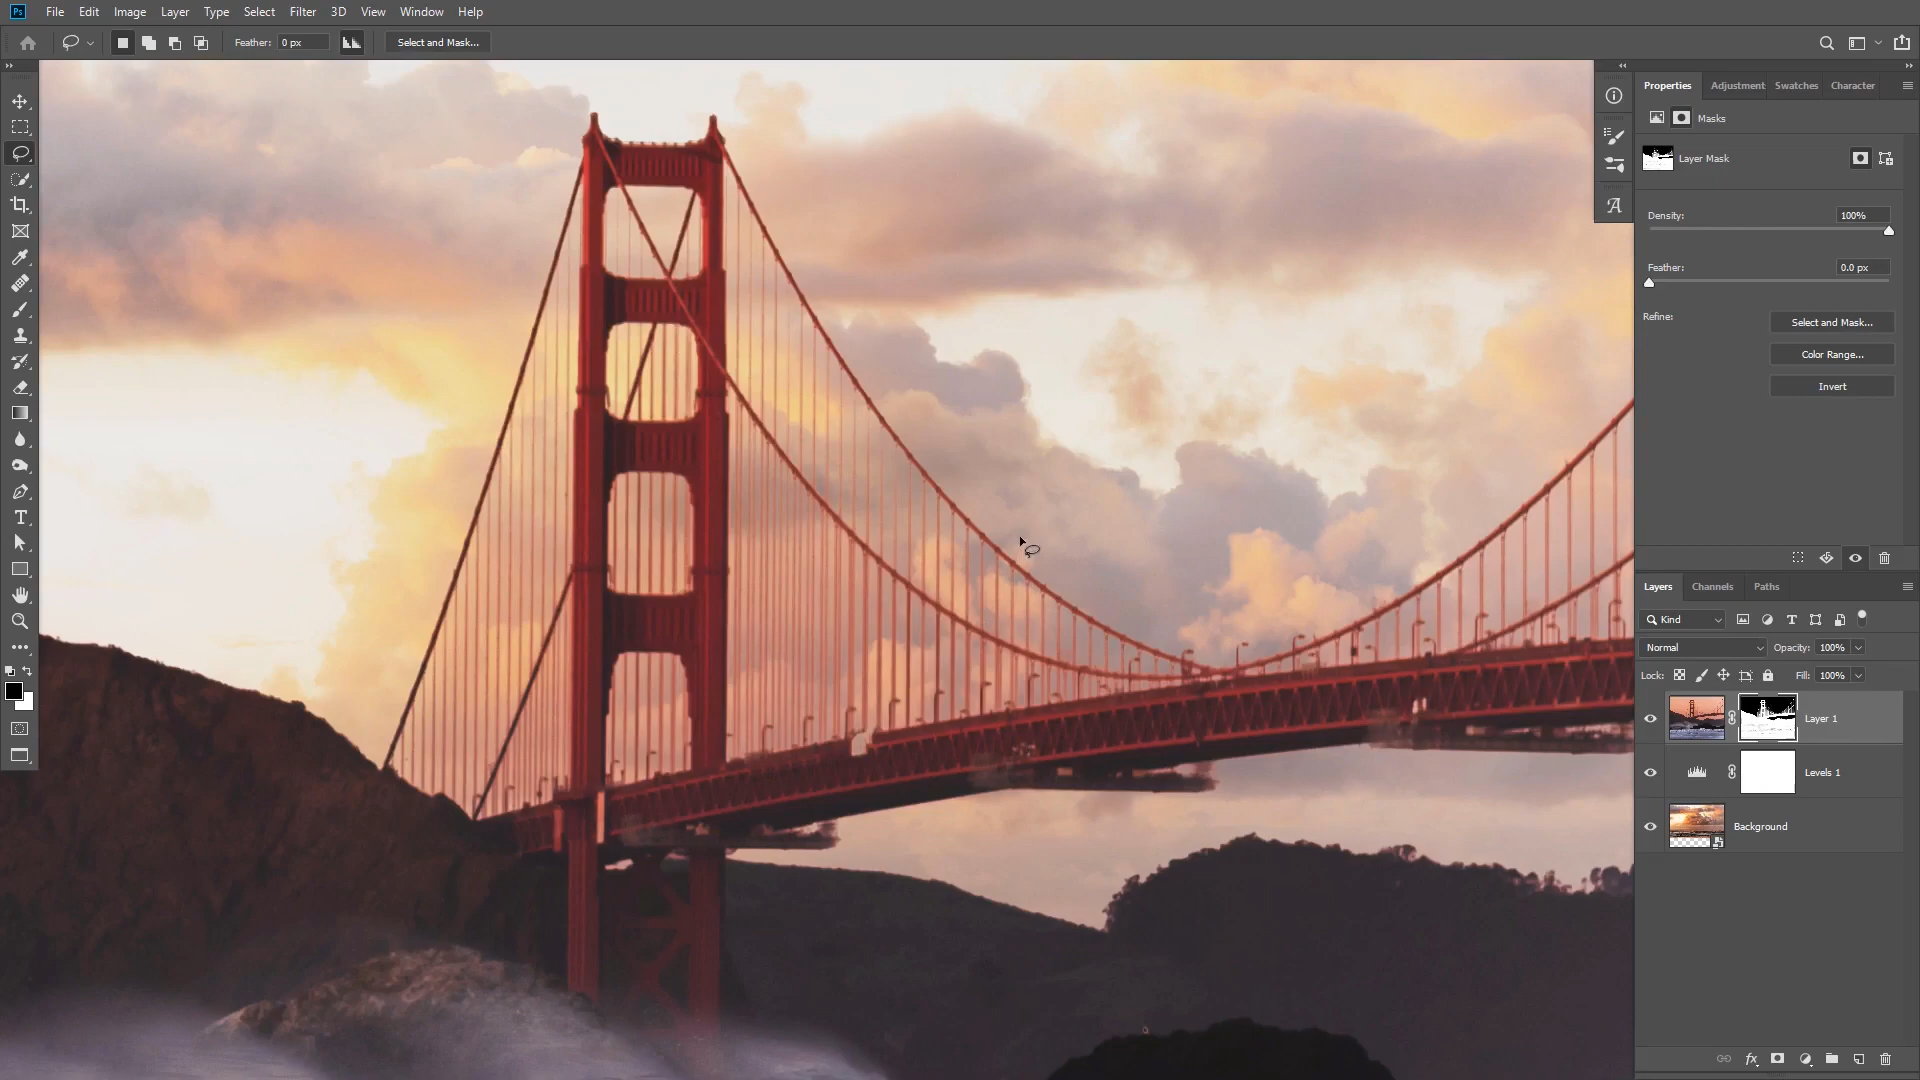 Ps File Edit Image Layer Type Select Filter 3D View Window Help
Feather: 0 px Select and Mask...
Properties Adjustment Swatches Character
Masks
Layer Mask
Density: 100%
Feather: 0.0 px
Refine: Select and Mask...
Color Range...
Invert
Layers Channels Paths
Kind
Normal Opacity: 100%
Lock: Fill: 100%
Layer 1
Levels 1
Background